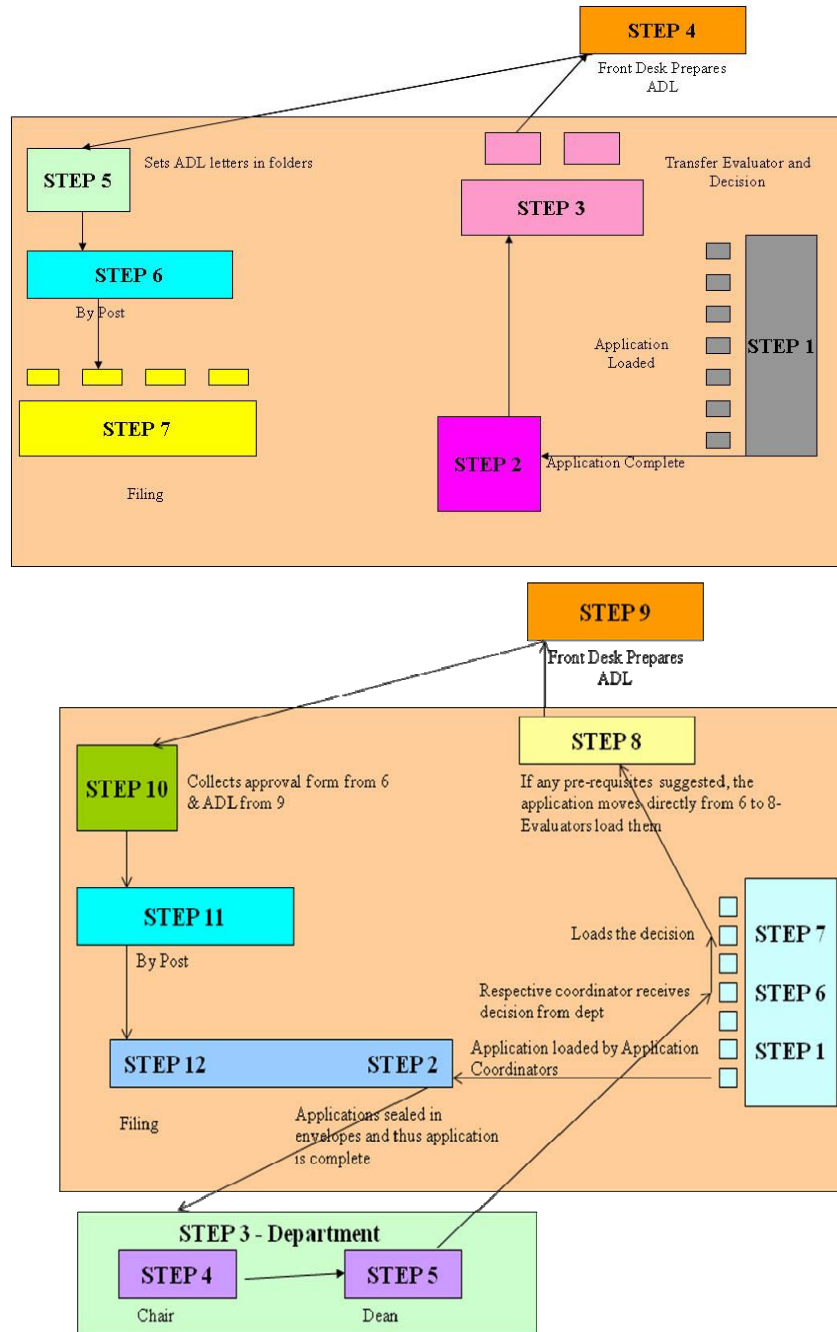 STEP 4
Front Desk Prepares
ADL
STEP 5
Sets ADL letters in folders
STEP 3
Transfer Evaluator and
Decision
STEP 6
By Post
Application
Loaded
STEP 1
STEP 7
Filing
STEP 2
Application Complete
STEP 9
Front Desk Prepares
ADL
STEP 10
Collects approval form from 6
& ADL from 9
STEP 8
If any pre-requisites suggested, the
application moves directly from 6 to 8-
Evaluators load them
STEP 11
By Post
Loads the decision
STEP 7
Respective coordinator receives
decision from dept
STEP 6
Application loaded by Application
Coordinators
STEP 1
STEP 12
STEP 2
Filing
Applications sealed in
envelopes and thus application
is complete
STEP 3 - Department
STEP 4
STEP 5
Chair
Dean